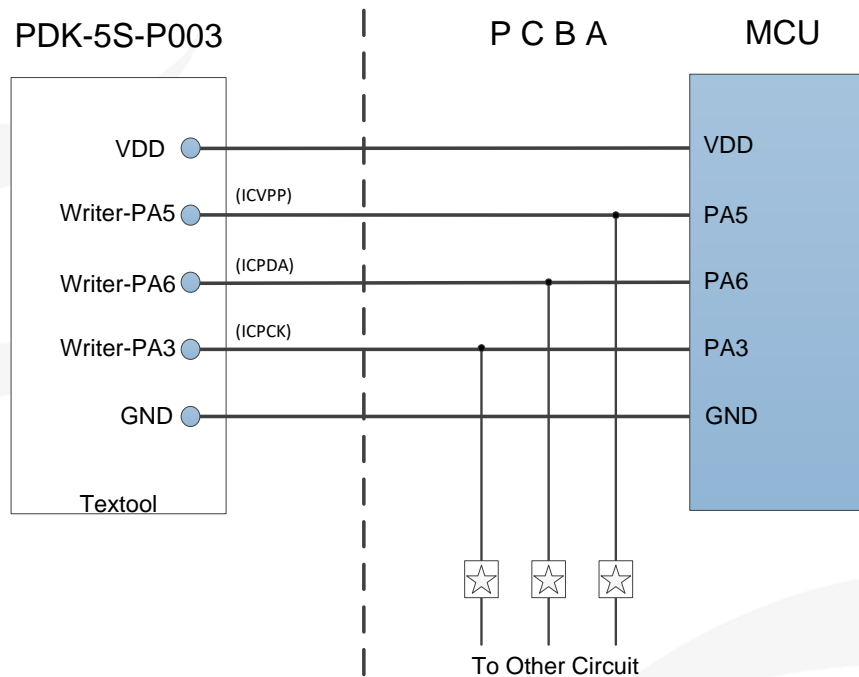 PDK-5S-P003
P C B A
MCU
VDD
VDD
Writer-PA5
(ICVPP)
PA5
Writer-PA6
(ICPDA)
PA6
Writer-PA3
(ICPCK)
PA3
GND
GND
Textool
To Other Circuit